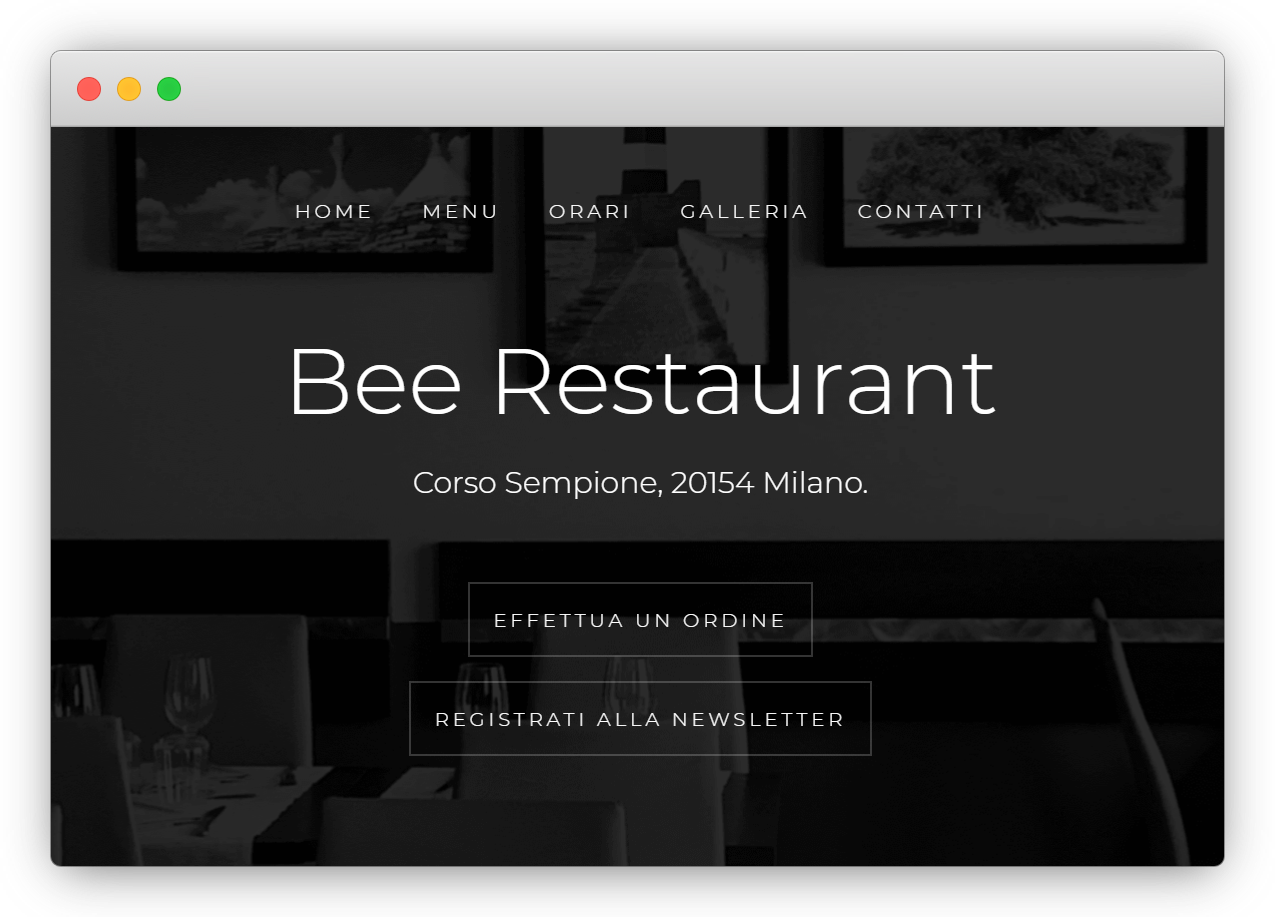 HOME MENU ORARI GALLERIA CONTATTI
Bee Restaurant
Corso Sempione, 20154 Milano.
EFFETTUA UN ORDINE
REGISTRATI ALLA NEWSLETTER